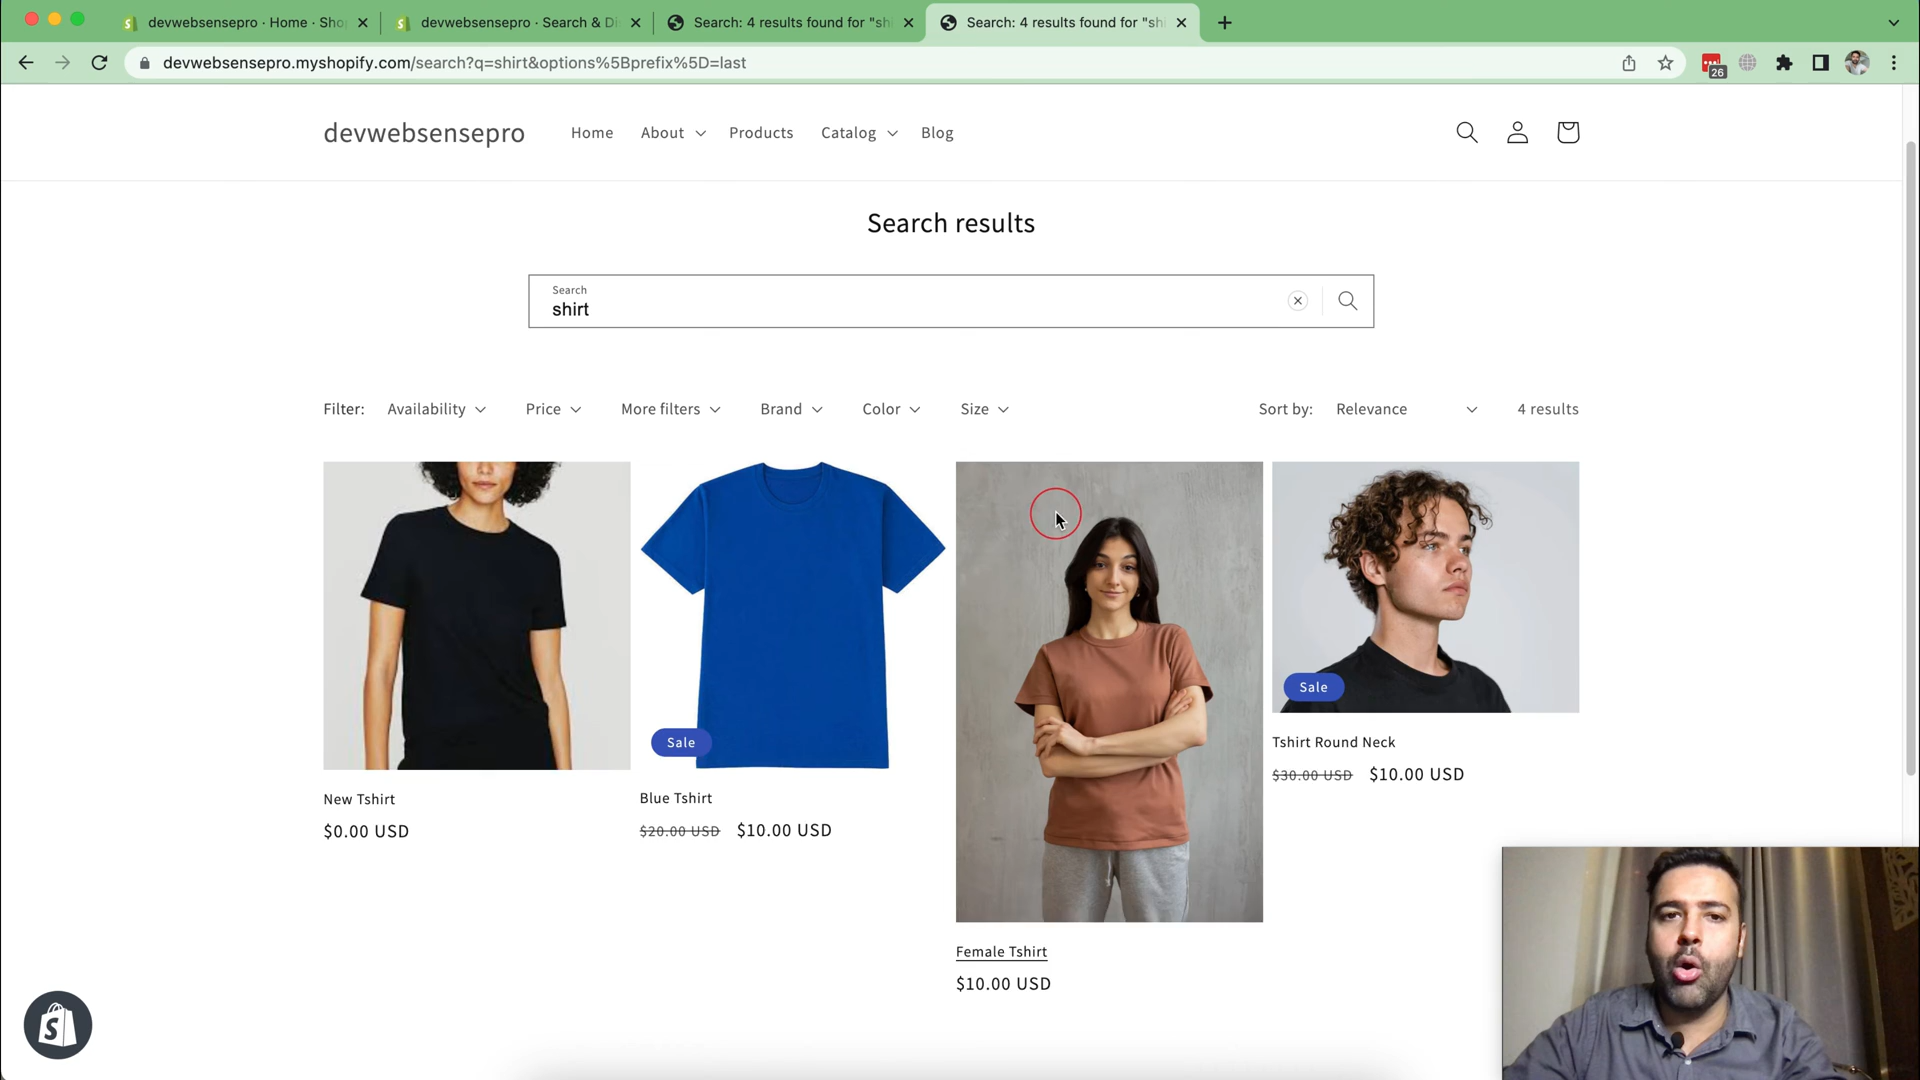 devwebsensepro · Home · Sho
devwebsensepro · Search & Di
Search: 4 results found for "shi
Search: 4 results found for "shi
devwebsensepro.myshopify.com/search?q=shirt&options%5Bprefix%5D=last
26
devwebsensepro
Home
About
Products
Catalog
Blog
Search results
Search
shirt
Filter:
Availability
Price
More filters
Brand
Color
Size
Sort by:
Relevance
4 results
Sale
Sale
New Tshirt
$0.00 USD
Blue Tshirt
$20.00 USD $10.00 USD
Female Tshirt
$10.00 USD
Tshirt Round Neck
$30.00 USD $10.00 USD